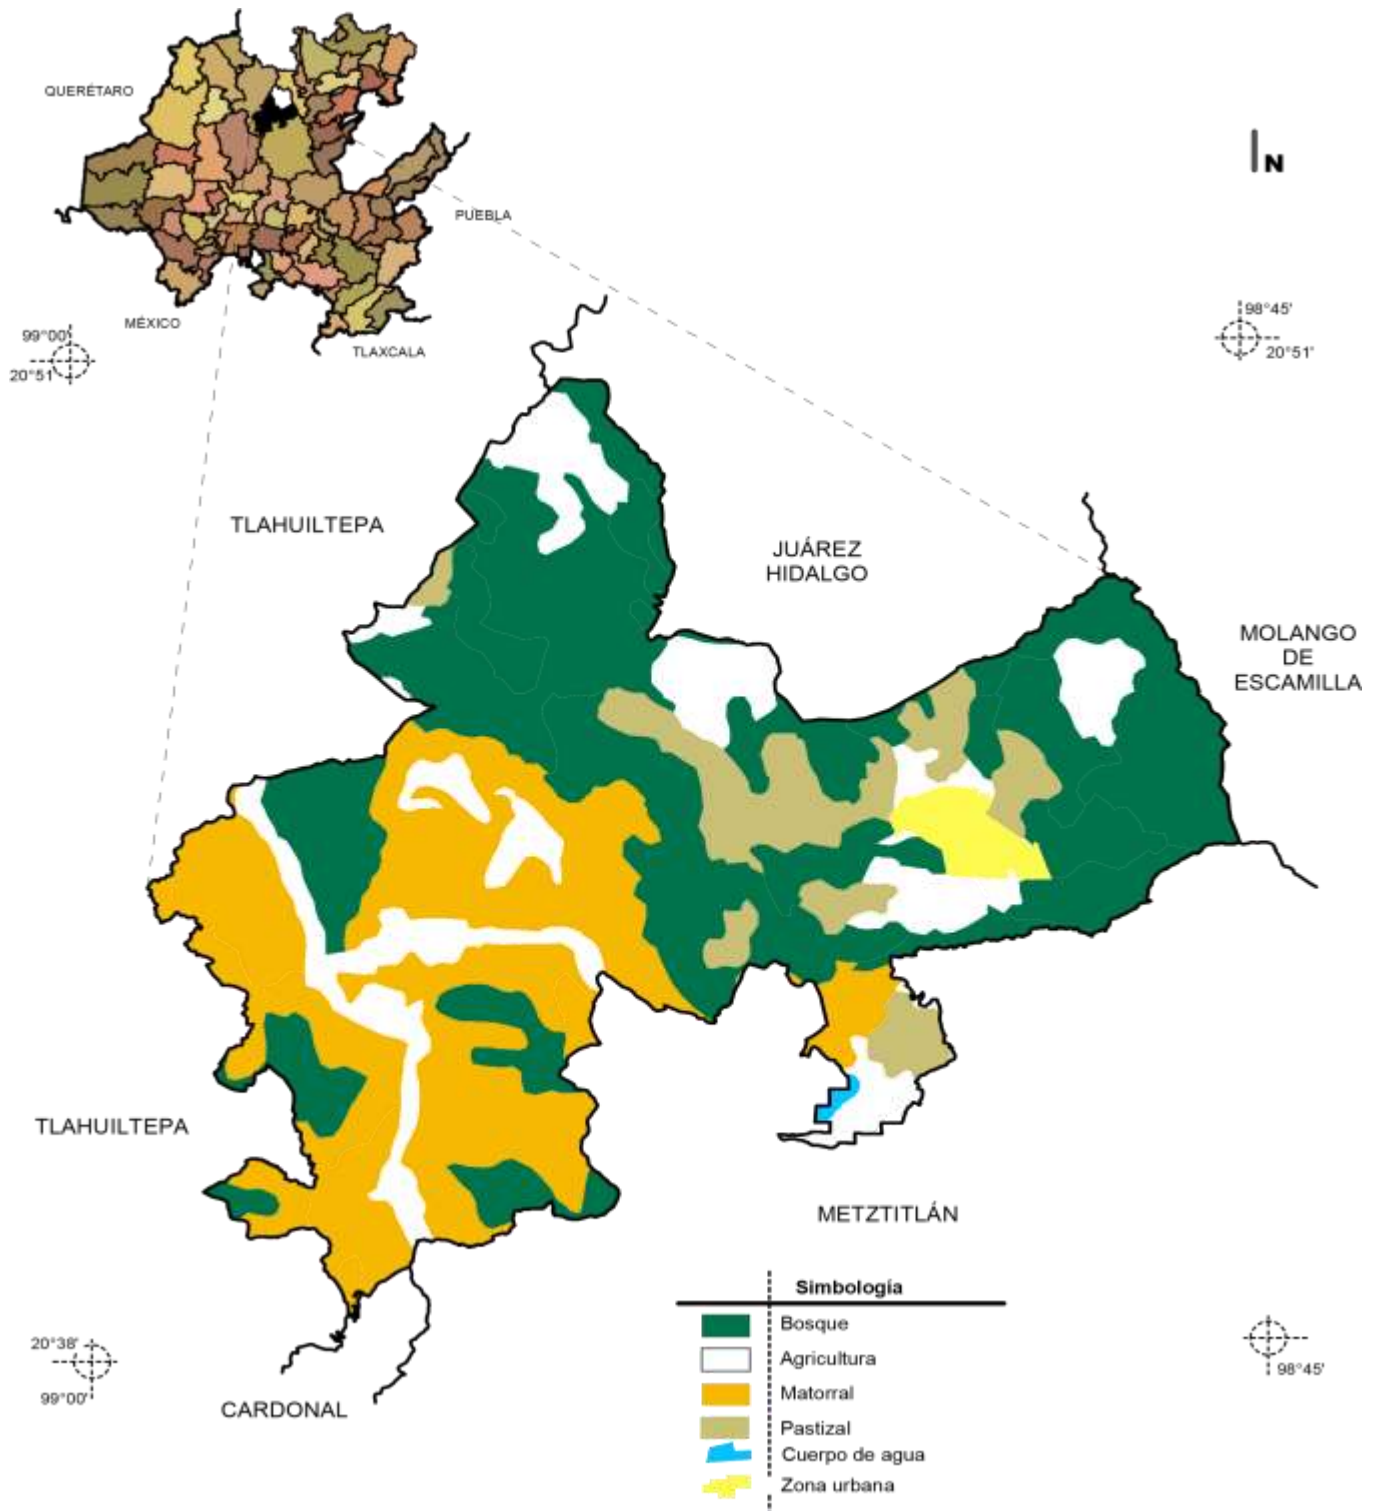 QUERÉTARO
N
PUEBLA
MÉXICO
TLAXCALA
99°00'
20°51'
98°45'
20°51'
TLAHUILTEPA
JUÁREZ
HIDALGO
MOLANGO
DE
ESCAMILLA
TLAHUILTEPA
METZTITLÁN
Simbología
Bosque
Agricultura
Matorral
Pastizal
Cuerpo de agua
Zona urbana
20°38'
99°00'
98°45'
CARDONAL